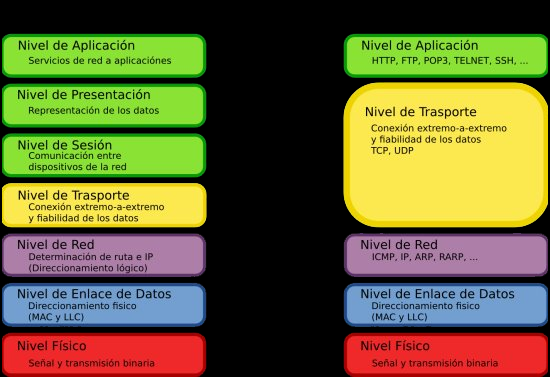 Nivel de Aplicación
Servicios de red a aplicaciónes
Nivel de Presentación
Representación de los datos
Nivel de Sesión
Comunicación entre
dispositivos de la red
Nivel de Trasporte
Conexión extremo-a-extremo
y fiabilidad de los datos
Nivel de Red
Determinación de ruta e IP
(Direccionamiento lógico)
Nivel de Enlace de Datos
Direccionamiento fisico
(MAC y LLC)
Nivel Físico
Señal y transmisión binaria
Nivel de Aplicación
HTTP, FTP, POP3, TELNET, SSH, ...
Nivel de Trasporte
Conexión extremo-a-extremo
y fiabilidad de los datos
TCP, UDP
Nivel de Red
ICMP, IP, ARP, RARP, ...
Nivel de Enlace de Datos
Direccionamiento fisico
(MAC y LLC)
Nivel Físico
Señal y transmisión binaria